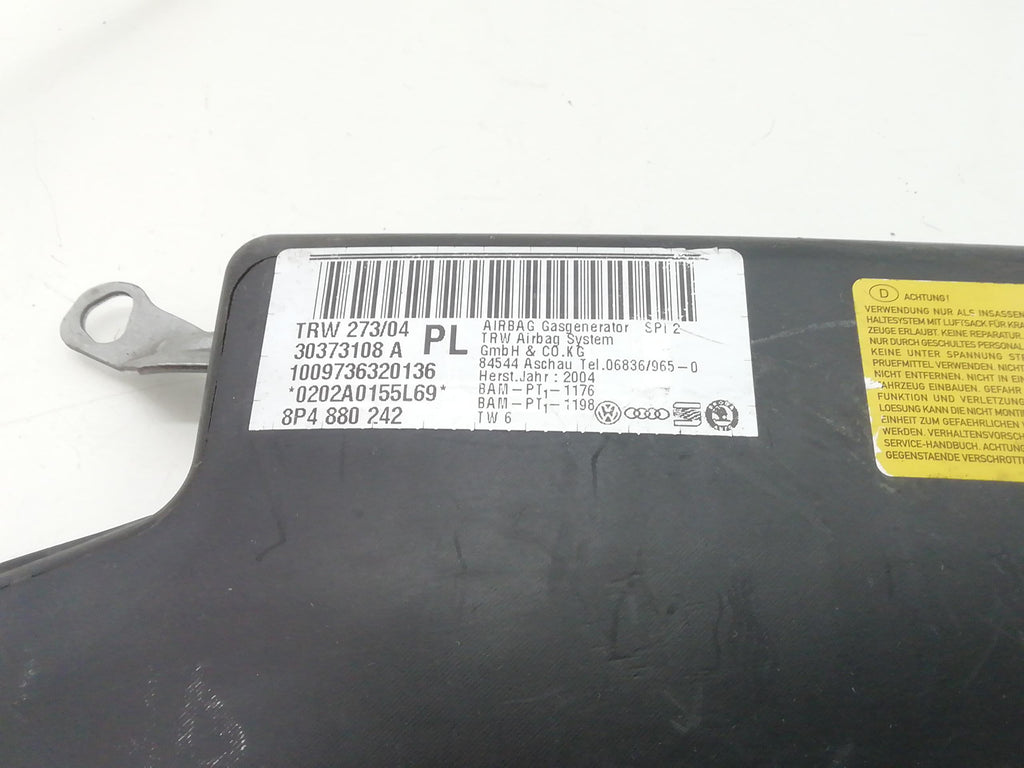 TRW 273/04
30373108 A
PL
1009736320136
*0202A0155L69*
8P4 880 242
AIRBAG Gasgenerator SPI 2
TRW Airbag System
GmbH & CO.KG
84544 Aschau Tel.06836/965-0
Herst.Jahr: 2004
BAM-PT1-1176
BAM-PT1-1198
TW 6
D ACHTUNG!
VERWENDUNG NUR ALS INSASSEN
HALTESYSTEM MIT LUFTSACK FÜR KRA
ZEUGE ERLAUBT. KEINE REPARATUR.
NUR DURCH GESCHULTES PERSONAL
KEINE UNTER SPANNUNG STE
PRUEFMITTEL VERWENDEN. NICHT
NICHT ENTFERNEN. NICHT IN EIN
FAHRZEUG EINBAUEN. GEFAHR
FUNKTION UND VERLETZUNG.
LOESUNG KANN DIE NICHT MONTIE
EINHEIT ZUM GEFAEHRLICHEN
WERDEN. VERHALTENSVORSCH
SERVICE-HANDBUCH. ACHTUNG
GEGENSTAENDE VERSCHROTT